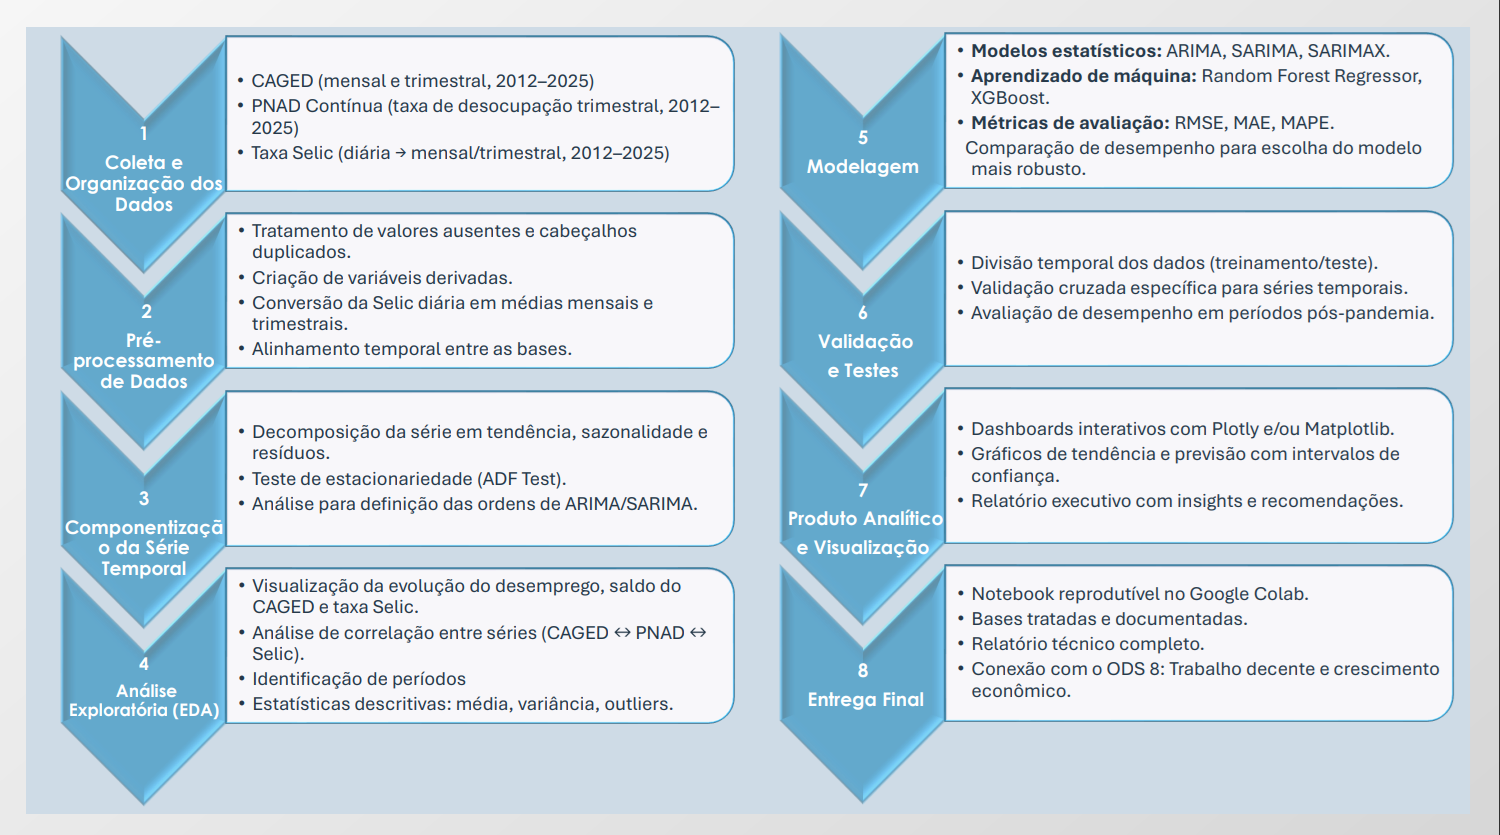 1
Coleta e
Organização dos
Dados
• CAGED (mensal e trimestral, 2012–2025)
• PNAD Contínua (taxa de desocupação trimestral, 2012–
2025)
• Taxa Selic (diária → mensal/trimestral, 2012–2025)
2
Pré-
processamento
de Dados
• Tratamento de valores ausentes e cabeçalhos
duplicados.
• Criação de variáveis derivadas.
• Conversão da Selic diária em médias mensais e
trimestrais.
• Alinhamento temporal entre as bases.
3
Componentizaçã
o da Série
Temporal
• Decomposição da série em tendência, sazonalidade e
resíduos.
• Teste de estacionariedade (ADF Test).
• Análise para definição das ordens de ARIMA/SARIMA.
4
Análise
Exploratória (EDA)
• Visualização da evolução do desemprego, saldo do
CAGED e taxa Selic.
• Análise de correlação entre séries (CAGED ↔ PNAD ↔
Selic).
• Identificação de períodos
• Estatísticas descritivas: média, variância, outliers.
5
Modelagem
• Modelos estatísticos: ARIMA, SARIMA, SARIMAX.
• Aprendizado de máquina: Random Forest Regressor,
XGBoost.
• Métricas de avaliação: RMSE, MAE, MAPE.
Comparação de desempenho para escolha do modelo
mais robusto.
6
Validação
e Testes
• Divisão temporal dos dados (treinamento/teste).
• Validação cruzada específica para séries temporais.
• Avaliação de desempenho em períodos pós-pandemia.
7
Produto Analítico
e Visualização
• Dashboards interativos com Plotly e/ou Matplotlib.
• Gráficos de tendência e previsão com intervalos de
confiança.
• Relatório executivo com insights e recomendações.
8
Entrega Final
• Notebook reprodutível no Google Colab.
• Bases tratadas e documentadas.
• Relatório técnico completo.
• Conexão com o ODS 8: Trabalho decente e crescimento
econômico.